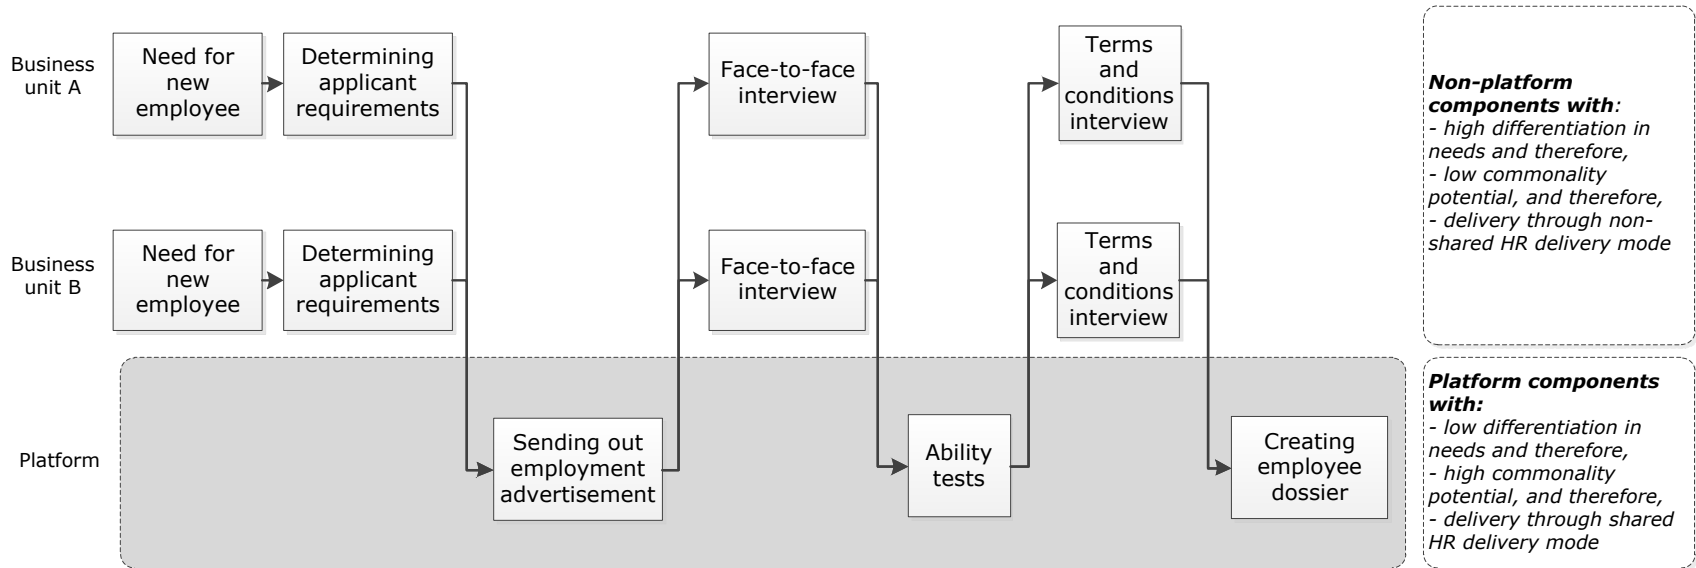 Business
unit A
Need for
new
employee
Determining
applicant
requirements
Face-to-face
interview
Terms
and
conditions
interview
Business
unit B
Need for
new
employee
Determining
applicant
requirements
Face-to-face
interview
Terms
and
conditions
interview
Platform
Sending out
employment
advertisement
Ability
tests
Creating
employee
dossier
Non-platform
components with:
- high differentiation in
needs and therefore,
- low commonality
potential, and therefore,
- delivery through non-
shared HR delivery mode
Platform components
with:
- low differentiation in
needs and therefore,
- high commonality
potential, and therefore,
- delivery through shared
HR delivery mode